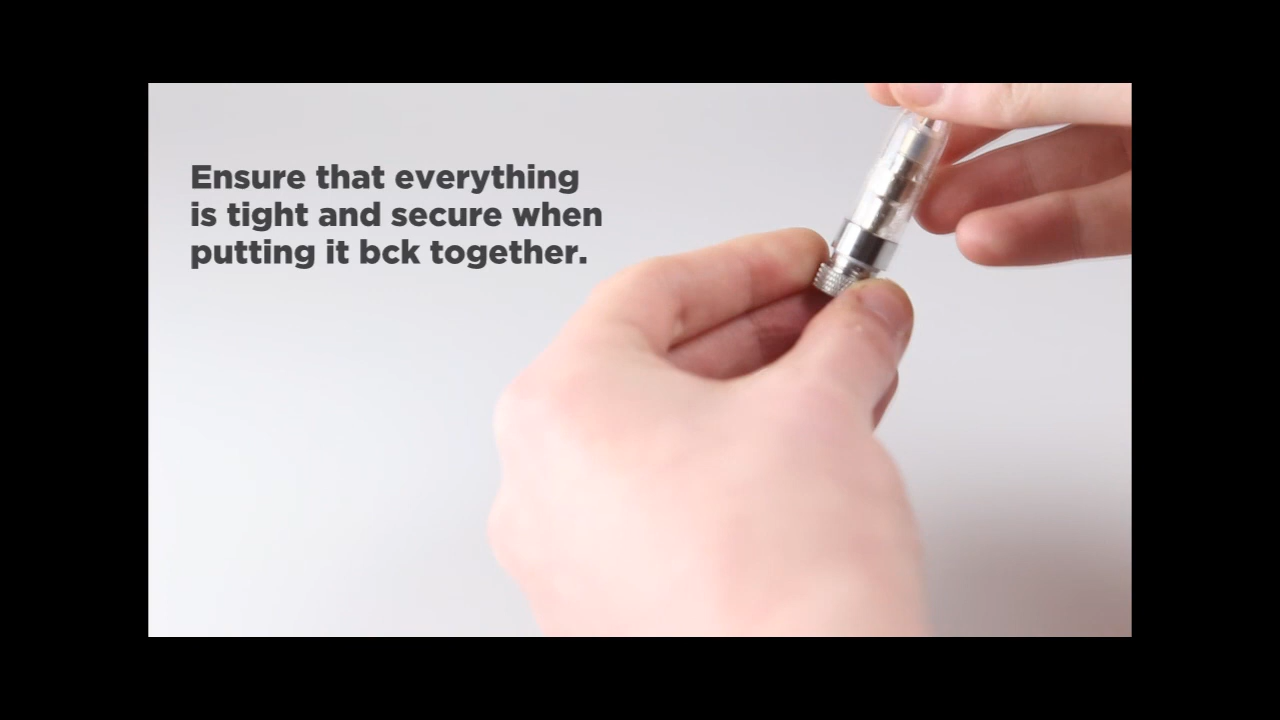 Ensure that everything
is tight and secure when
putting it bck together.